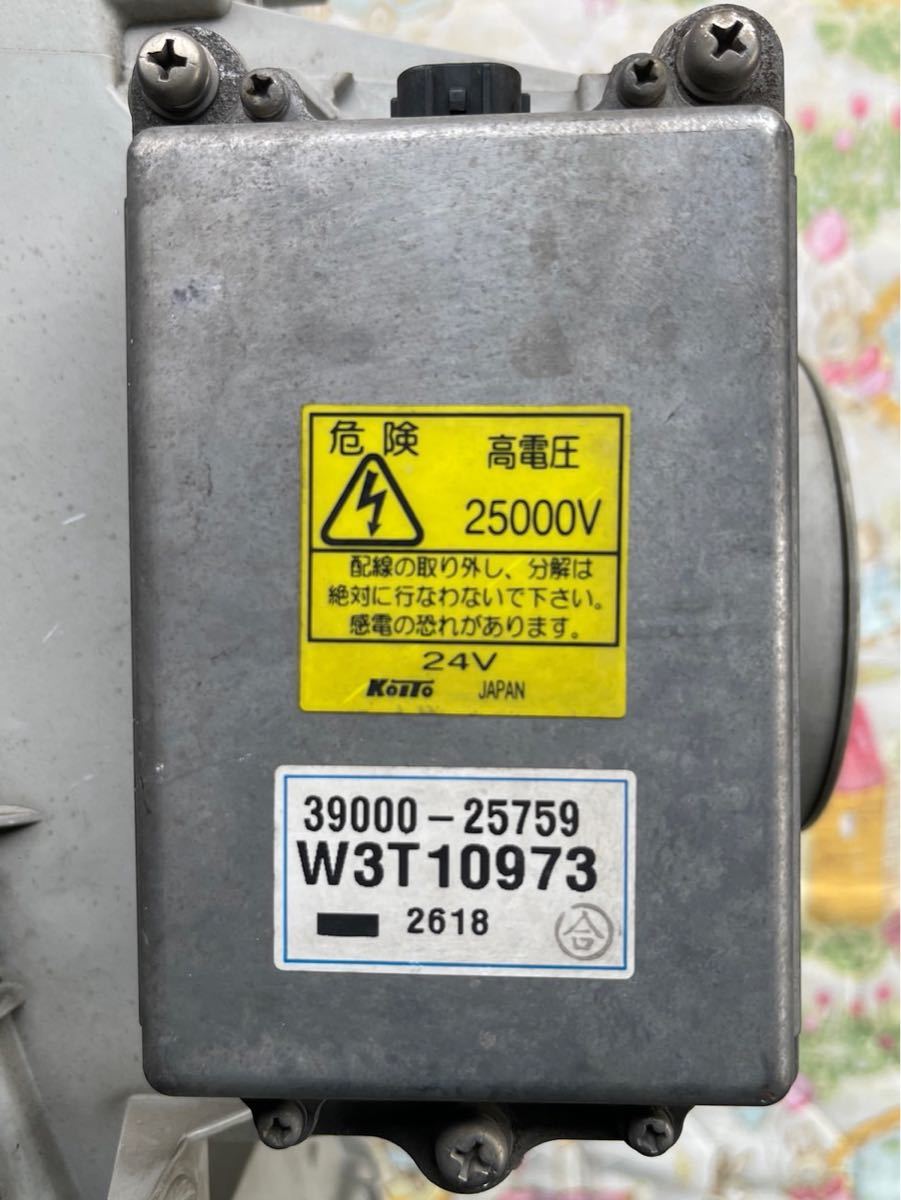 危険 高電圧
25000V
配線の取り外し、分解は
絶対に行なわないで下さい。
感電の恐れがあります。
24V
KOITO JAPAN
39000-25759
W3T10973
2618 合